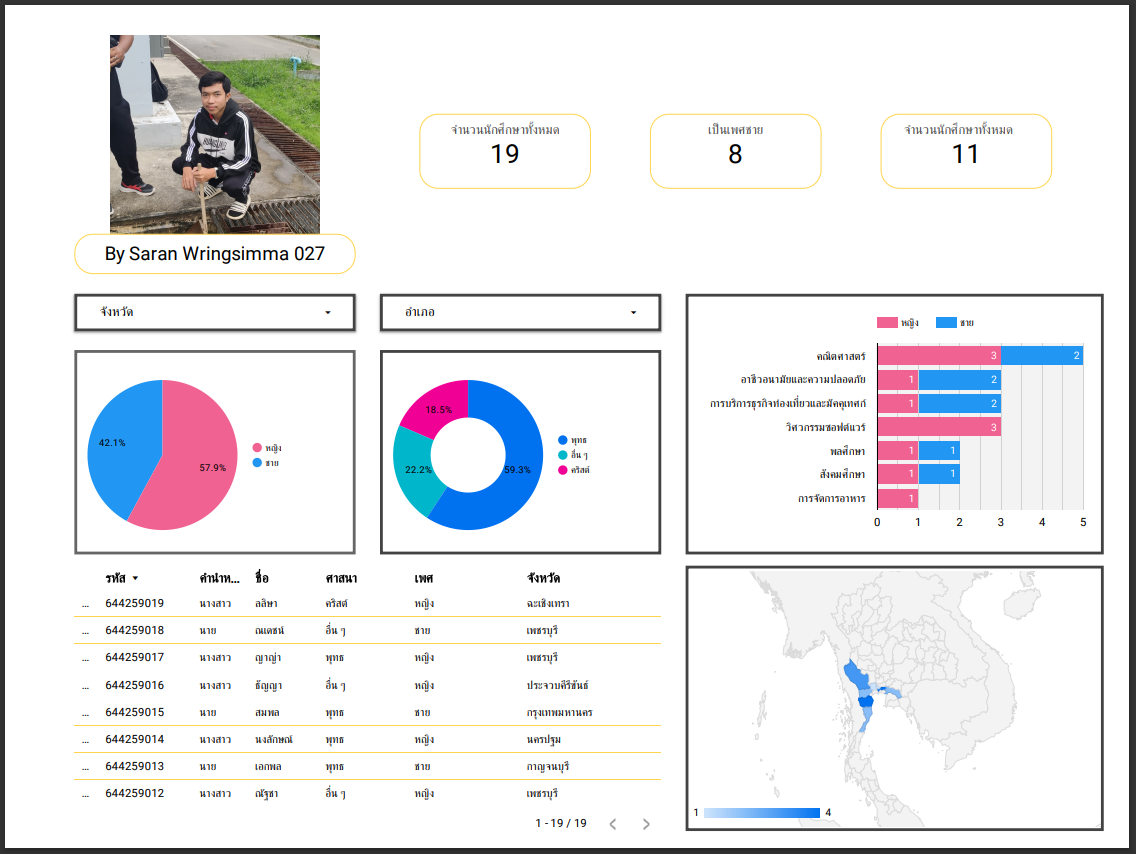 จำนวนนักศึกษาทั้งหมด
19
เป็นเพศชาย
8
จำนวนนักศึกษาทั้งหมด
11
By Saran Wringsimma 027
จังหวัด
อำเภอ
42.1%
57.9%
หญิง
ชาย
18.5%
22.2%
59.3%
พุทธ
อื่น ๆ
คริสต์
หญิง
ชาย
คณิตศาสตร์ 3 2
อาชีวอนามัยและความปลอดภัย 1 2
การบริการธุรกิจท่องเที่ยวและมัคคุเทศก์ 1 2
วิศวกรรมซอฟต์แวร์ 3
พลศึกษา 1 1
สังคมศึกษา 1 1
การจัดการอาหาร 1
0 1 2 3 4 5
รหัส คำนำห... ชื่อ ศาสนา เพศ จังหวัด
... 644259019 นางสาว ลลิษา คริสต์ หญิง ฉะเชิงเทรา
... 644259018 นาย ณเดชน์ อื่น ๆ ชาย เพชรบุรี
... 644259017 นางสาว ญาญ่า พุทธ หญิง เพชรบุรี
... 644259016 นางสาว ธัญญา อื่น ๆ หญิง ประจวบคีรีขันธ์
... 644259015 นาย สมพล พุทธ ชาย กรุงเทพมหานคร
... 644259014 นางสาว นงลักษณ์ พุทธ หญิง นครปฐม
... 644259013 นาย เอกพล พุทธ ชาย กาญจนบุรี
... 644259012 นางสาว ณัฐชา อื่น ๆ หญิง เพชรบุรี
1 - 19 / 19
1 4